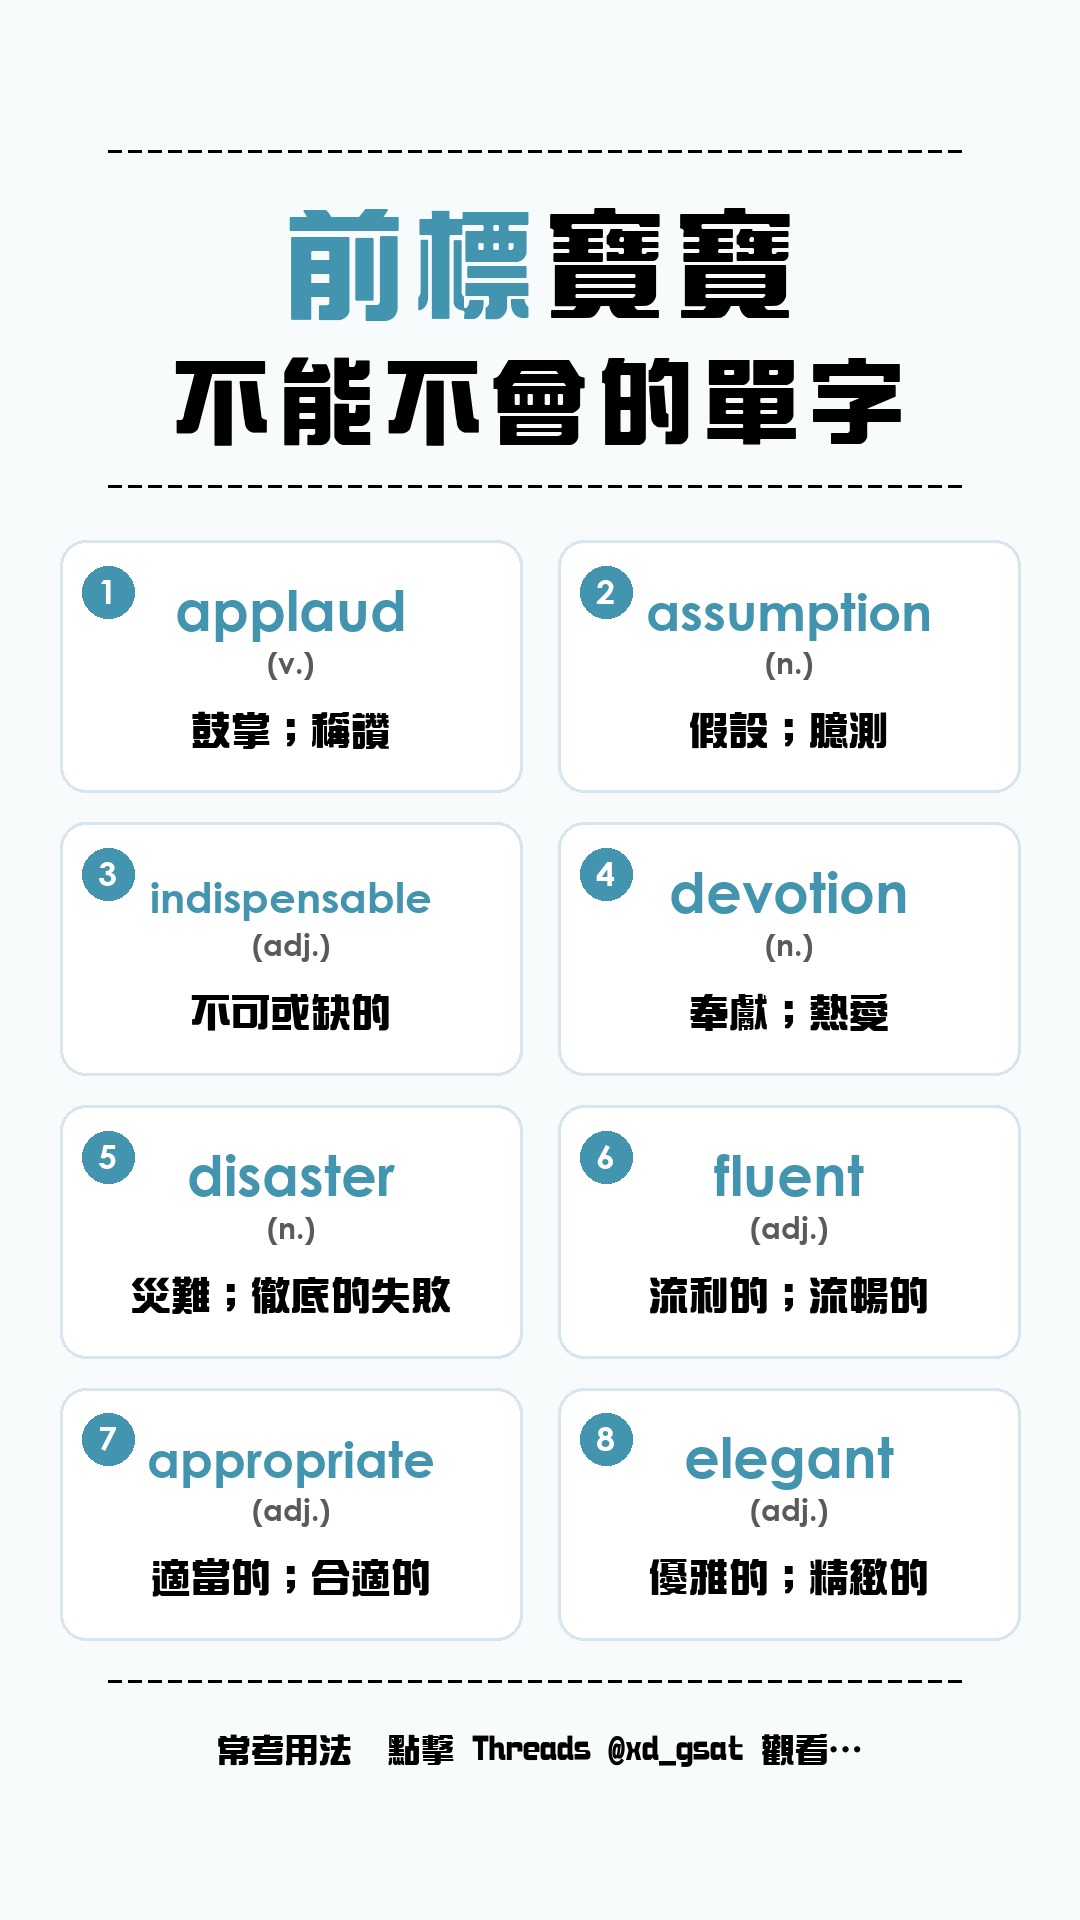 前標寶寶
不能不會的單字
1
applaud
(v.)
鼓掌；稱讚
2
assumption
(n.)
假設；臆測
3
indispensable
(adj.)
不可或缺的
4
devotion
(n.)
奉獻；熱愛
5
disaster
(n.)
災難；徹底的失敗
6
fluent
(adj.)
流利的；流暢的
7
appropriate
(adj.)
適當的；合適的
8
elegant
(adj.)
優雅的；精緻的
常考用法　點擊 Threads @xd_gsat 觀看…